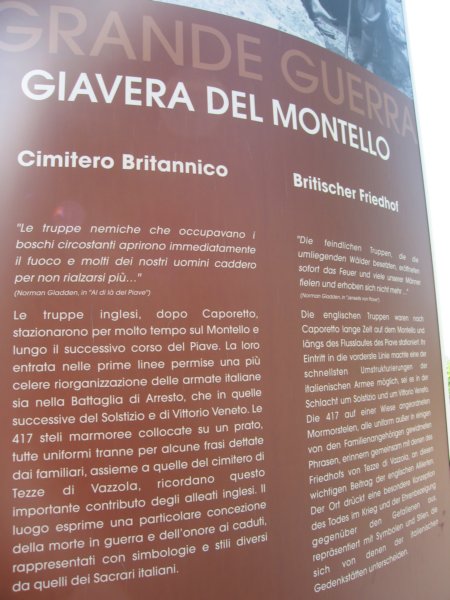 GRANDE GUERRA
GIAVERA DEL MONTELLO
Cimitero Britannico
"Le truppe nemiche che occupavano i
boschi circostanti aprirono immediatamente
il fuoco e molti dei nostri uomini caddero
per non rialzarsi più…"
(Norman Gladden, in "Al di là del Piave")
Le truppe inglesi, dopo Caporetto,
stazionarono per molto tempo sul Montello e
lungo il successivo corso del Piave. La loro
entrata nelle prime linee permise una più
celere riorganizzazione delle armate italiane
sia nella Battaglia di Arresto, che in quelle
successive del Solstizio e di Vittorio Veneto. Le
417 steli marmoree collocate su un prato,
tutte uniformi tranne per alcune frasi dettate
dai familiari, assieme a quelle del cimitero di
Tezze di Vazzola, ricordano questo
importante contributo degli alleati inglesi. Il
luogo esprime una particolare concezione
della morte in guerra e dell'onore ai caduti,
rappresentati con simbologie e stili diversi
da quelli dei Sacrari italiani.
Britischer Friedhof
"Die feindlichen Truppen, die die
umliegenden Wälder besetzten, eröffneten
sofort das Feuer und viele unserer Männer
fielen und erhoben sich nicht mehr…"
(Norman Gladden, in "Jenseits von Piave")
Die englischen Truppen waren nach
Caporetto lange Zeit auf dem Montello und
längs des Flusslaufes des Piave stationiert. Ihr
Eintritt in die vorderste Linie machte eine der
schnellsten Umstrukturierungen der
italienischen Armee möglich, sei es in der
Schlacht um Solstizio und um Vittorio Veneto.
Die 417 auf einer Wiese angeordneten
Mormorstelen, alle uniform außer in einigen
von den Familienangehörigen gewidmeten
Phrasen, erinnern gemeinsam mit denen des
Friedhofs von Tezze di Vazzola, an diesen
wichtigen Beitrag der englischen Alliierten.
Der Ort drückt eine besondere Konzeption
des Todes im Krieg und der Ehrenbezeigung
gegenüber den Gefallenen aus,
repräsentiert mit Symbolen und Stilen, die
sich von denen der italienischen
Gedenkstätten unterscheiden.